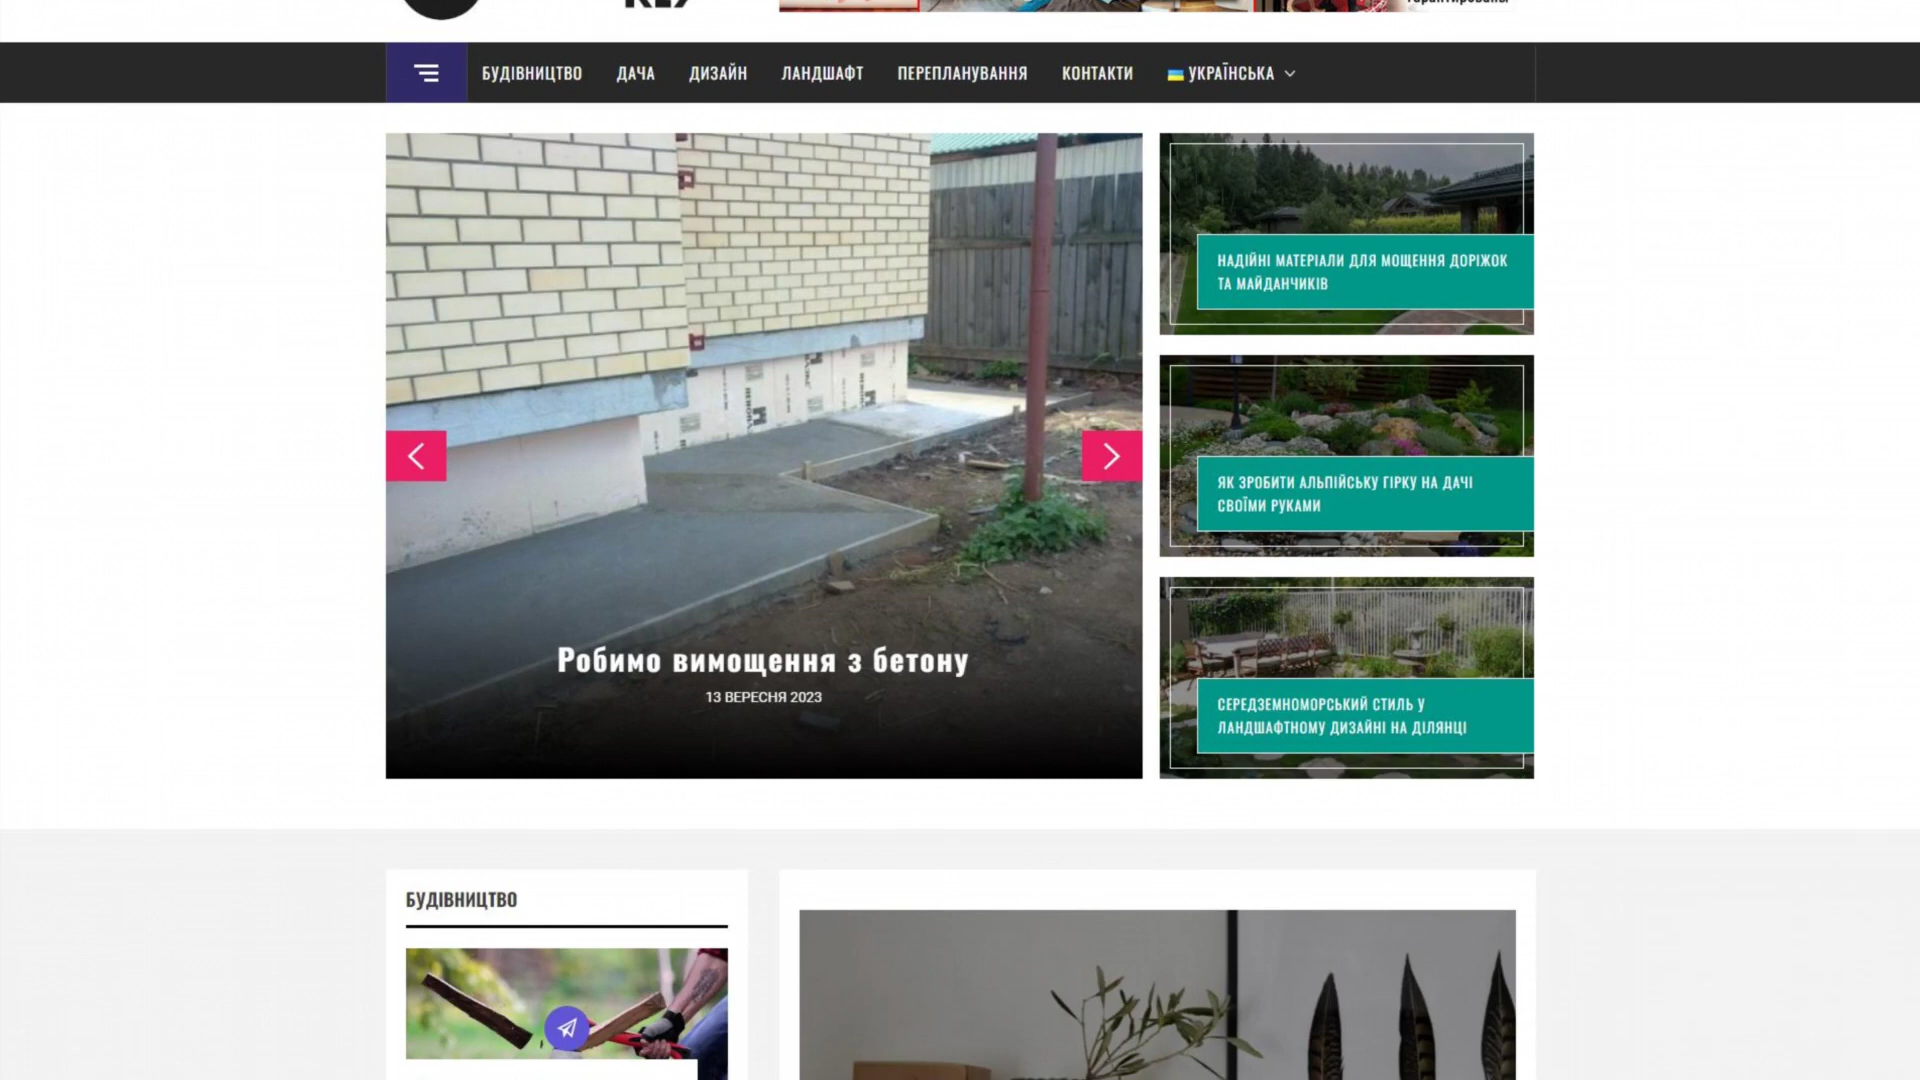 БУДІВНИЦТВО
ДАЧА
ДИЗАЙН
ЛАНДШАФТ
ПЕРЕПЛАНУВАННЯ
КОНТАКТИ
УКРАЇНСЬКА
Робимо вимощення з бетону
13 ВЕРЕСНЯ 2023
НАДІЙНІ МАТЕРІАЛИ ДЛЯ МОЩЕННЯ ДОРІЖОК
ТА МАЙДАНЧИКІВ
ЯК ЗРОБИТИ АЛЬПІЙСЬКУ ГІРКУ НА ДАЧІ
СВОЇМИ РУКАМИ
СЕРЕДЗЕМНОМОРСЬКИЙ СТИЛЬ У
ЛАНДШАФТНОМУ ДИЗАЙНІ НА ДІЛЯНЦІ
БУДІВНИЦТВО